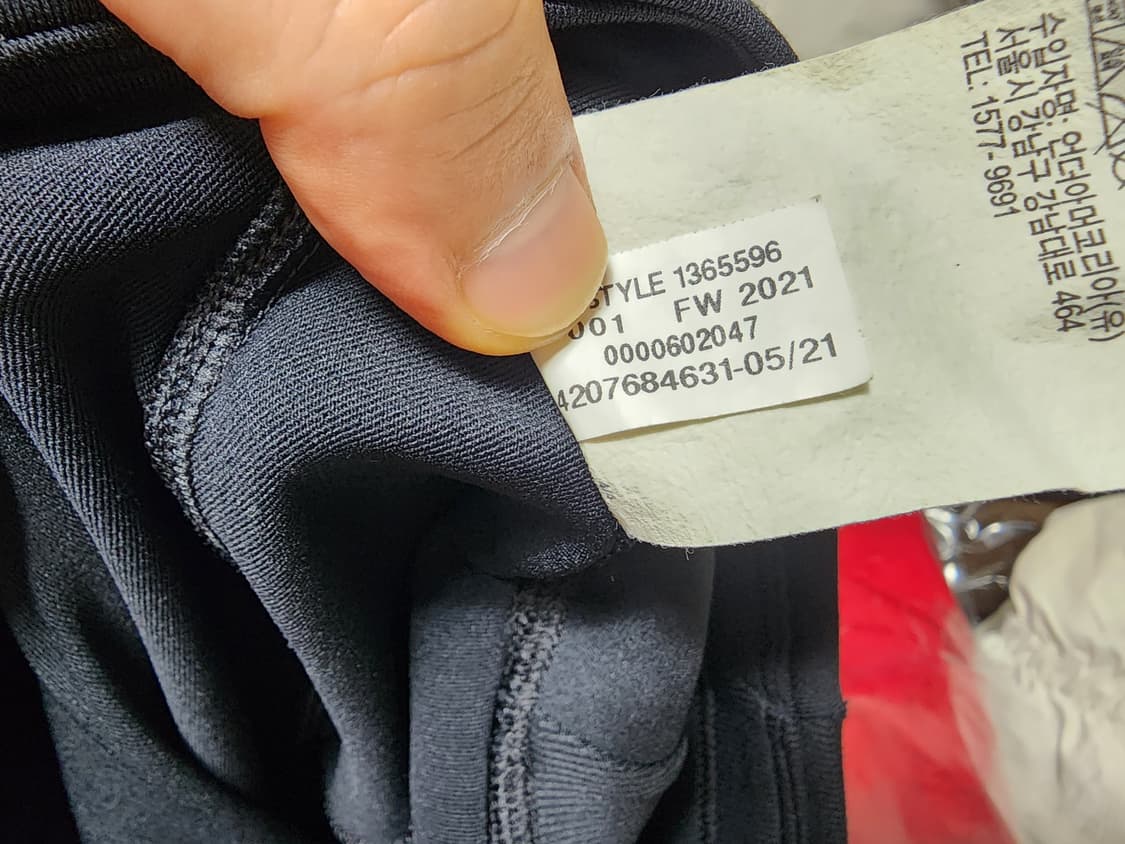 STYLE 1365596
001 FW 2021
0000602047
4207684631-05/21
수입자명: 언더아머코리아(유)
서울시 강남구 강남대로 464
TEL: 1577-9691